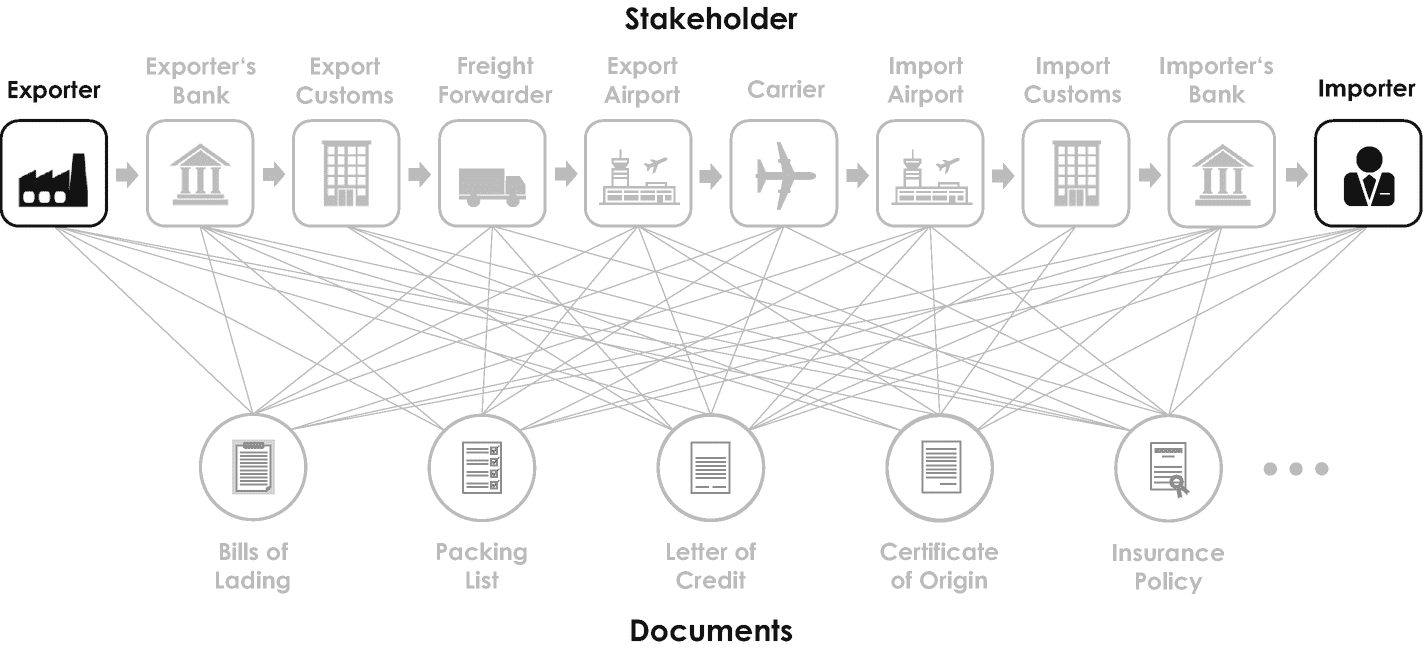 Stakeholder
Exporter
Exporter‘s
Bank
Export
Customs
Freight
Forwarder
Export
Airport
Carrier
Import
Airport
Import
Customs
Importer‘s
Bank
Importer
Bills of
Lading
Packing
List
Letter of
Credit
Certificate
of Origin
Insurance
Policy
Documents